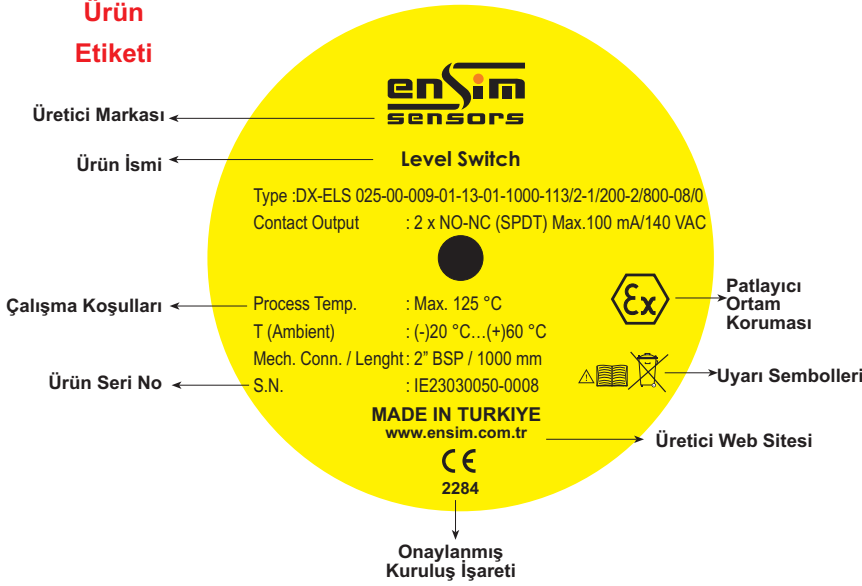 Ürün
Etiketi
ensim
sensors
Üretici Markası
Ürün İsmi
Level Switch
Type :DX-ELS 025-00-009-01-13-01-1000-113/2-1/200-2/800-08/0
Contact Output : 2 x NO-NC (SPDT) Max.100 mA/140 VAC
Çalışma Koşulları
Process Temp. : Max. 125 °C
T (Ambient) : (-)20 °C…(+)60 °C
Mech. Conn. / Lenght : 2” BSP / 1000 mm
Ürün Seri No
S.N. : IE23030050-0008
Ex
Patlayıcı
Ortam
Koruması
Uyarı Sembolleri
MADE IN TURKIYE
www.ensim.com.tr
Üretici Web Sitesi
CE
2284
Onaylanmış
Kuruluş İşareti